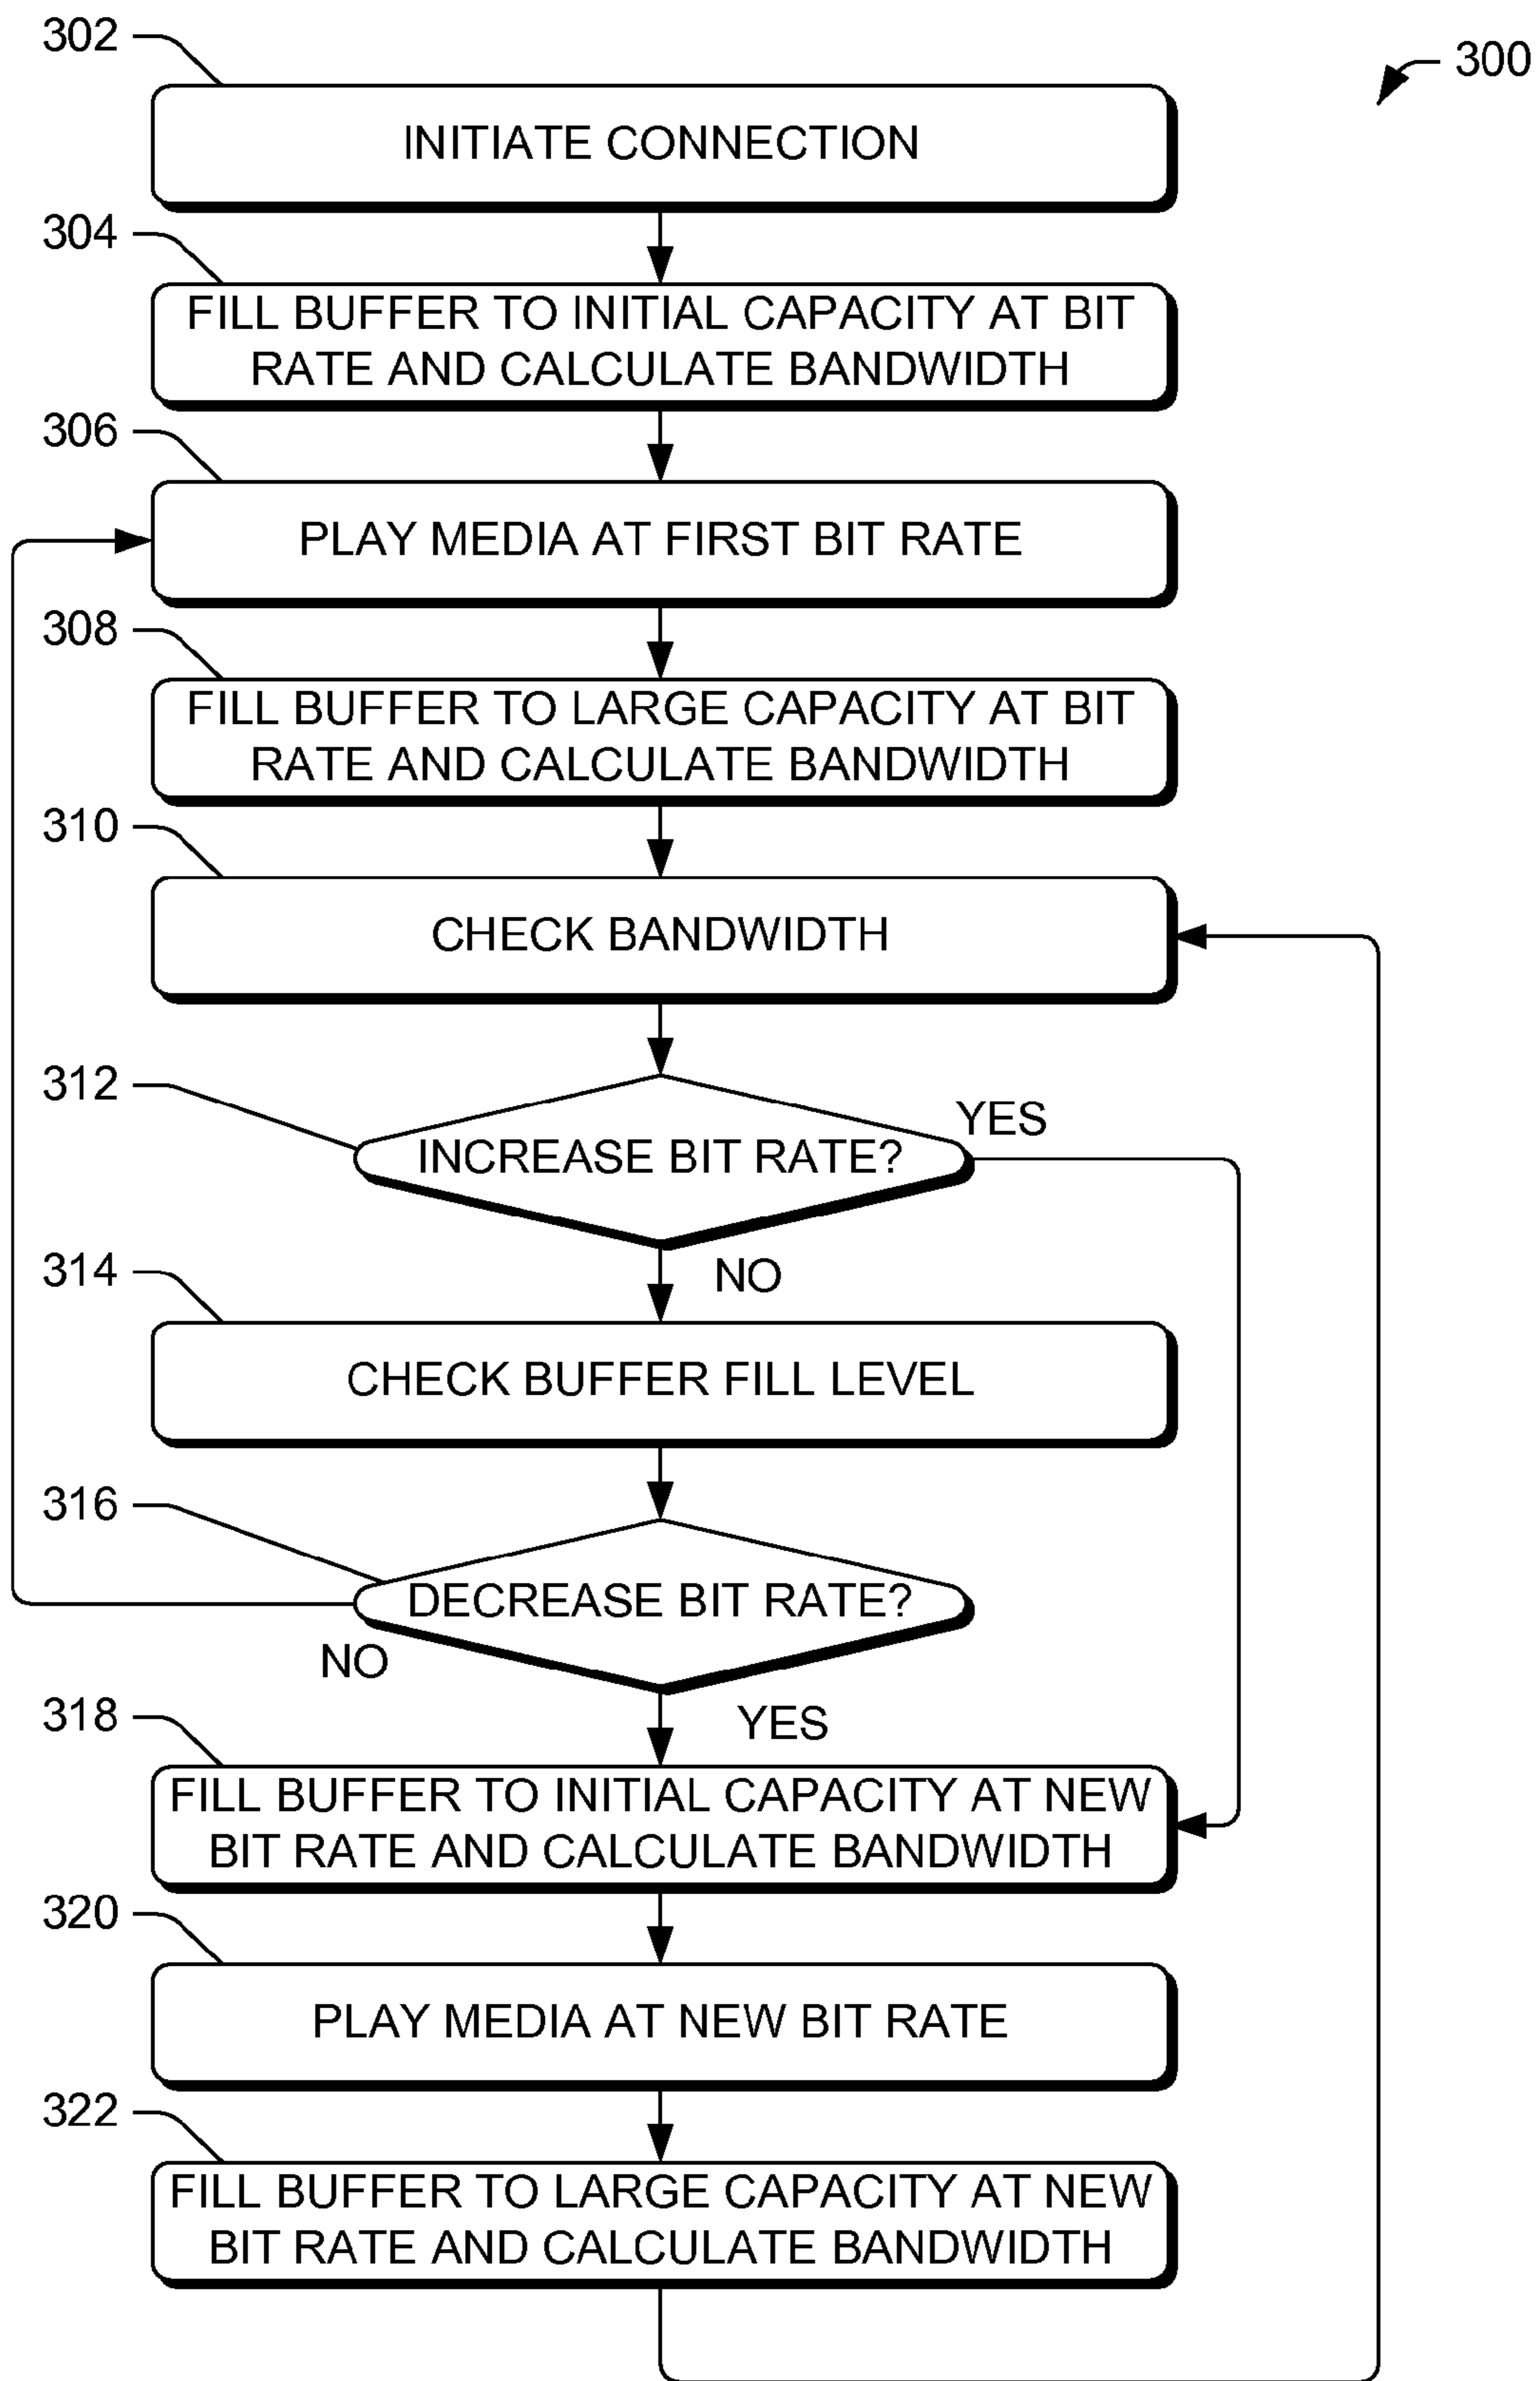 302
300
INITIATE CONNECTION
304
FILL BUFFER TO INITIAL CAPACITY AT BIT
RATE AND CALCULATE BANDWIDTH
306
PLAY MEDIA AT FIRST BIT RATE
308
FILL BUFFER TO LARGE CAPACITY AT BIT
RATE AND CALCULATE BANDWIDTH
310
CHECK BANDWIDTH
312
YES
INCREASE BIT RATE?
NO
314
CHECK BUFFER FILL LEVEL
316
DECREASE BIT RATE?
NO
YES
318
FILL BUFFER TO INITIAL CAPACITY AT NEW
BIT RATE AND CALCULATE BANDWIDTH
320
PLAY MEDIA AT NEW BIT RATE
322
FILL BUFFER TO LARGE CAPACITY AT NEW
BIT RATE AND CALCULATE BANDWIDTH